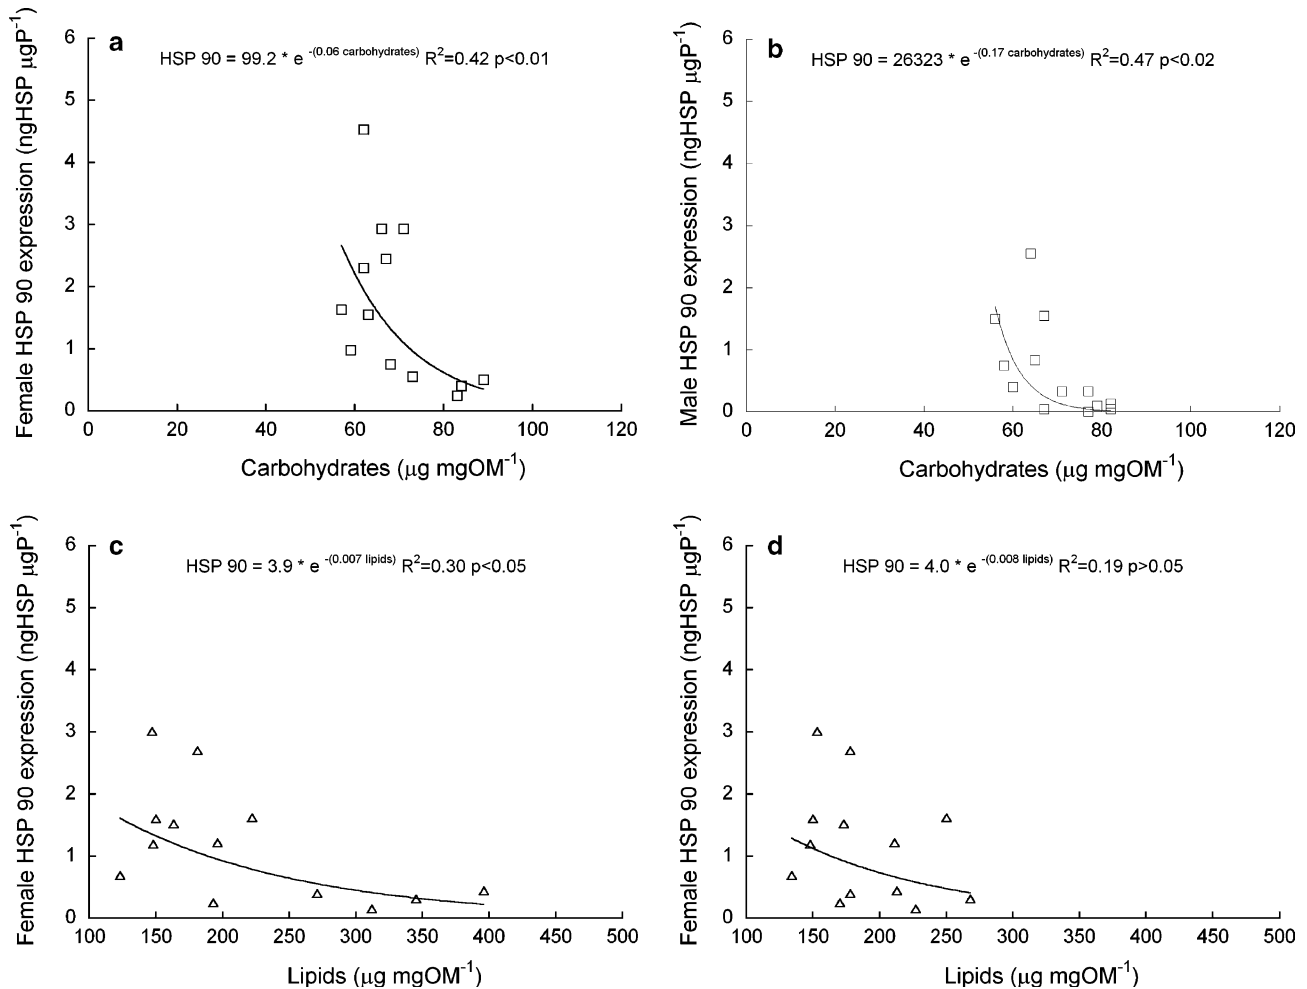 a
HSP 90 = 99.2 * e -(0.06 carbohydrates) R2=0.42 p<0.01
Female HSP 90 expression (ngHSP μgP-1)
6
5
4
3
2
1
0
0 20 40 60 80 100 120
Carbohydrates (μg mgOM-1)
b
HSP 90 = 26323 * e -(0.17 carbohydrates) R2=0.47 p<0.02
Male HSP 90 expression (ngHSP μgP-1)
6
5
4
3
2
1
0
0 20 40 60 80 100 120
Carbohydrates (μg mgOM-1)
c
HSP 90 = 3.9 * e -(0.007 lipids) R2=0.30 p<0.05
Female HSP 90 expression (ngHSP μgP-1)
6
5
4
3
2
1
0
100 150 200 250 300 350 400 450 500
Lipids (μg mgOM-1)
d
HSP 90 = 4.0 * e -(0.008 lipids) R2=0.19 p>0.05
Female HSP 90 expression (ngHSP μgP-1)
6
5
4
3
2
1
0
100 150 200 250 300 350 400 450 500
Lipids (μg mgOM-1)